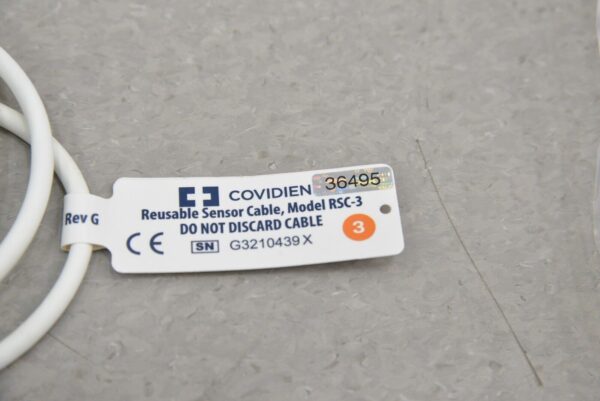 COVIDIEN 36495
Rev G
Reusable Sensor Cable, Model RSC-3
DO NOT DISCARD CABLE
3
CE SN G3210439 X